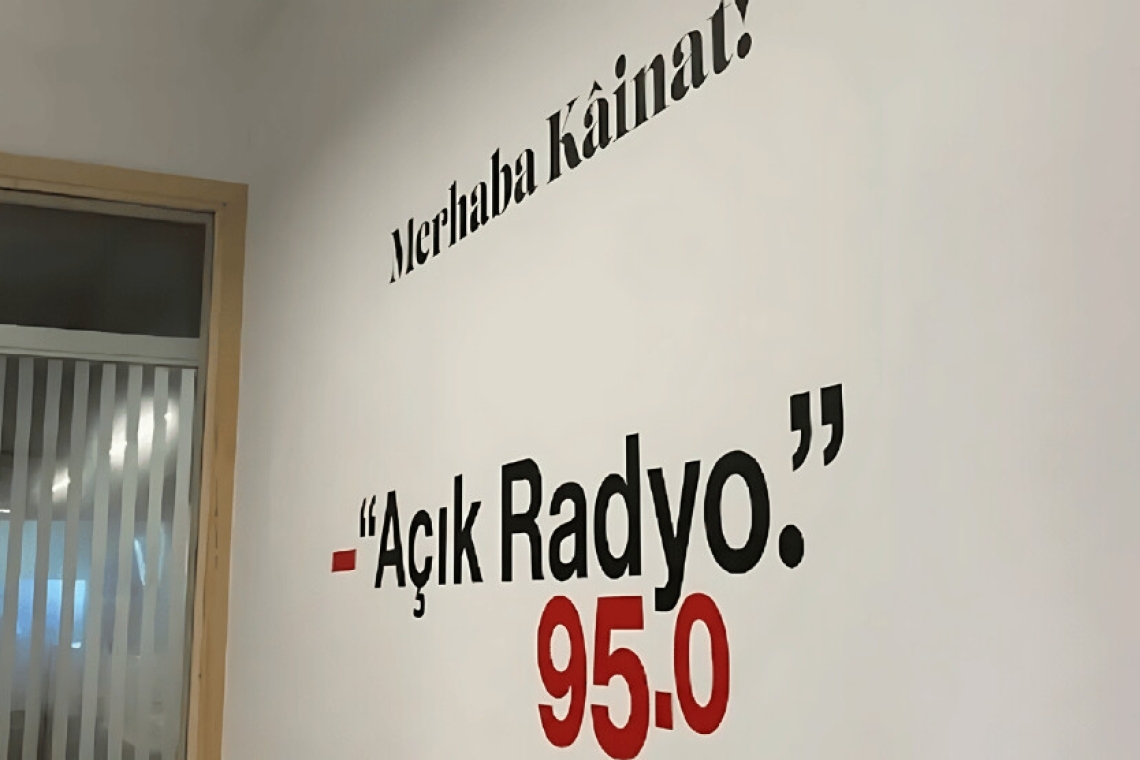 Merhaba Kâinat!
-“Açık Radyo.”
95.0